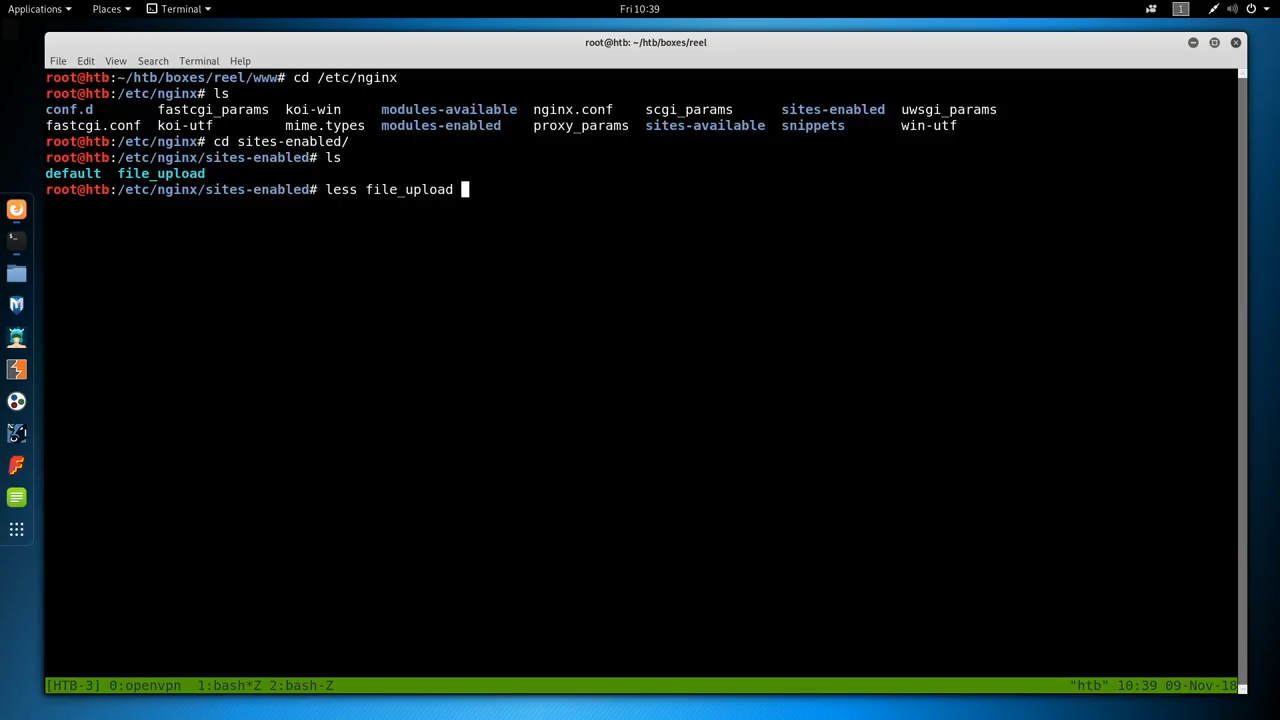 Applications Places Terminal Fri 10:39 1
root@htb: ~/htb/boxes/reel
File Edit View Search Terminal Help
root@htb:~/htb/boxes/reel/www# cd /etc/nginx
root@htb:/etc/nginx# ls
conf.d fastcgi_params koi-win modules-available nginx.conf scgi_params sites-enabled uwsgi_params
fastcgi.conf koi-utf mime.types modules-enabled proxy_params sites-available snippets win-utf
root@htb:/etc/nginx# cd sites-enabled/
root@htb:/etc/nginx/sites-enabled# ls
default file_upload
root@htb:/etc/nginx/sites-enabled# less file_upload
[HTB-3] 0:openvpn 1:bash*Z 2:bash-Z "htb" 10:39 09-Nov-18